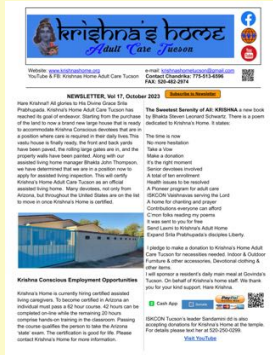 Krishna's home
Adult Care Tucson
Website: www.krishnashome.org
YouTube & FB: Krishnas Home Adult Care Tucson
e-mail: krishnashometucson@gmail.com
Contact Chandrika: 775-513-8596
FAX: 520-462-2974
NEWSLETTER, Vol 17, October 2023
Subscribe to Newsletter
Hare Krishna!! All glories to His Divine Grace Srila
Prabhupada. Krishna's Home Adult Care Tucson has
reached its goal of endeavor. Starting from the purchase
of the land to now a brand new large house that is ready
to accommodate Krishna Conscious devotees that are in
a position where care is required in their daily lives. This
vastu house is finally ready, the front and back yards
have been paved, the rolling large gates are in, and the
property walls have been painted. Along with our
assisted living home manager Bhakta John Thompson,
we have determined that we are in a position now to
apply for assisted living inspection. This will certify
Krishna's Home Adult Care Tucson as an official
assisted living home. Many devotees, not only from
Arizona, but throughout the United States are on the list
to move in once Krishna's Home is certified.
Krishna Conscious Employment Opportunities
Krishna's Home is currently hiring certified assisted
living caregivers. To become certified in Arizona an
individual must pass a 62 hour course. 42 hours can be
completed on-line while the remaining 20 hours
comprise hands-on training in the classroom. Passing
the course qualifies the person to take the Arizona
'state' exam. The certification is good for life. Please
contact Krishna's Home for more information.
The Sweetest Serenity of All: KRISHNA a new book
by Bhakta Steven Leonard Schwartz. There is a poem
dedicated to Krishna's Home. It states:
The time is now
No more hesitation
Take a Vow
Make a donation
It's the right moment
Senior devotees involved
A total of ten enrollment
Health issues to be resolved
A Pioneer program for adult care
ISKCON Vaishnavas serving the Lord
A home for chanting and prayer
Contributions everyone can afford
C'mon folks reading my poems
It was sent to you for free
Send Laxmi to Krishna's Adult Home
Expand Srila Prabhupada's disciples Liberty.
I pledge to make a donation to Krishna's Home Adult
Care Tucson for necessities needed: Indoor & Outdoor
Furniture & other accessories, Devotional clothing &
other items.
I will sponsor a resident's daily main meal at Govinda's
Tucson. On behalf of Krishna's home staff. We thank
you for your kind support. Hare Krishna.
Cash App
Donate
ISKCON Tucson's leader Sandamini dd is also
accepting donations for Krishna's Home at the temple.
For details please text her at 520-250-0299.
Visit YouTube